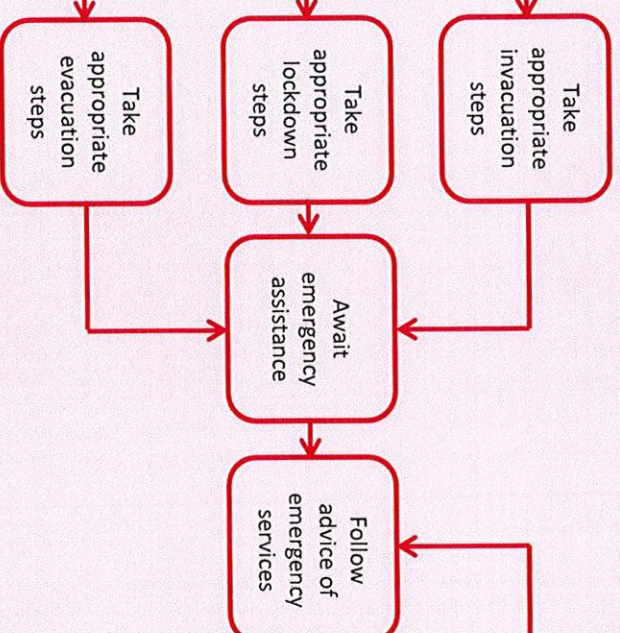 Take
appropriate
invacuation
steps
Take
appropriate
lockdown
steps
Take
appropriate
evacuation
steps
Await
emergency
assistance
Follow
advice of
emergency
services